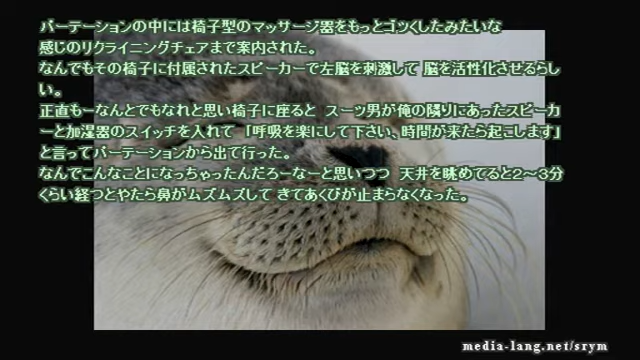 パーテーションの中には椅子型のマッサージ器をもっとゴツくしたみたいな
感じのリクライニングチェアまで案内された。
なんでもその椅子に付属されたスピーカーで左脳を刺激して 脳を活性化させるらし
い。
正直もーなんとでもなれと思い椅子に座ると　スーツ男が俺の隣りにあったスピーカ
ーと加湿器のスイッチを入れて 「呼吸を楽にして下さい、時間が来たら起こします」
と言ってパーテーションから出て行った。
なんでこんなことになっちゃったんだろーなーと思いつつ　天井を眺めてると2～3分
くらい経つとやたら鼻がムズムズして きてあくびが止まらなくなった。
media-lang.net/srym